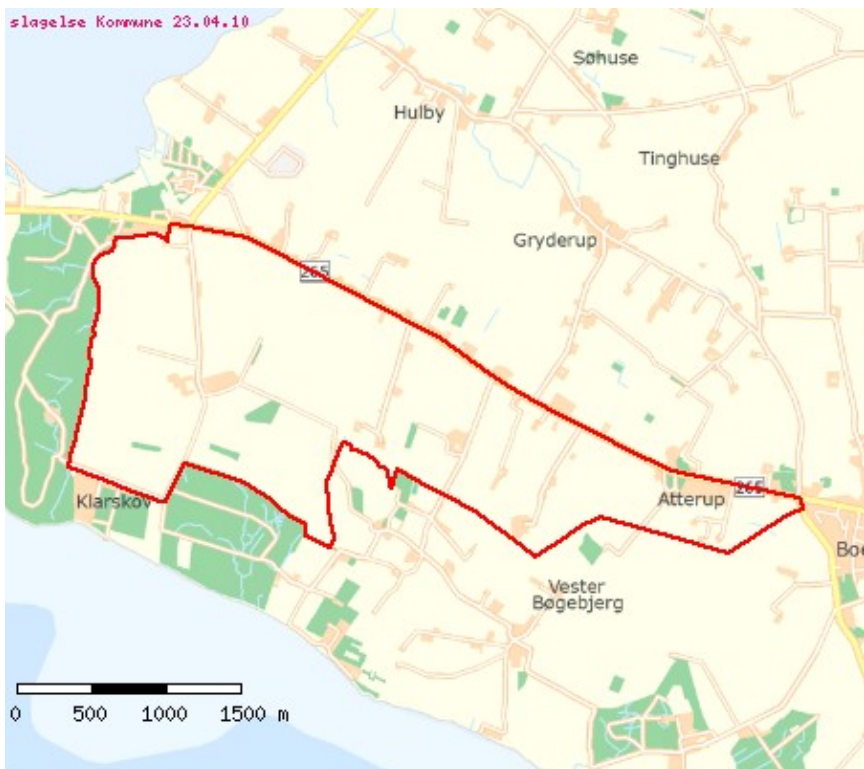 slagelse Kommune 23.04.10
Søhuse
Hulby
Tinghuse
Gryderup
265
265
Atterup
Klarskov
Boe
Vester
Bøgebjerg
0 500 1000 1500 m